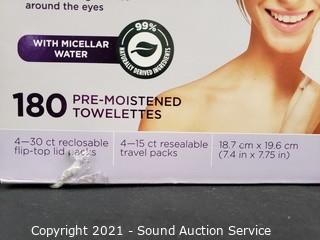 around the eyes
WITH MICELLAR
WATER
99%
NATURALLY DERIVED INGREDIENTS
180 PRE-MOISTENED
TOWELETTES
4—30 ct reclosable
flip-top lid packs
4—15 ct resealable
travel packs
18.7 cm x 19.6 cm
(7.4 in x 7.75 in)
Copyright 2021 - Sound Auction Service